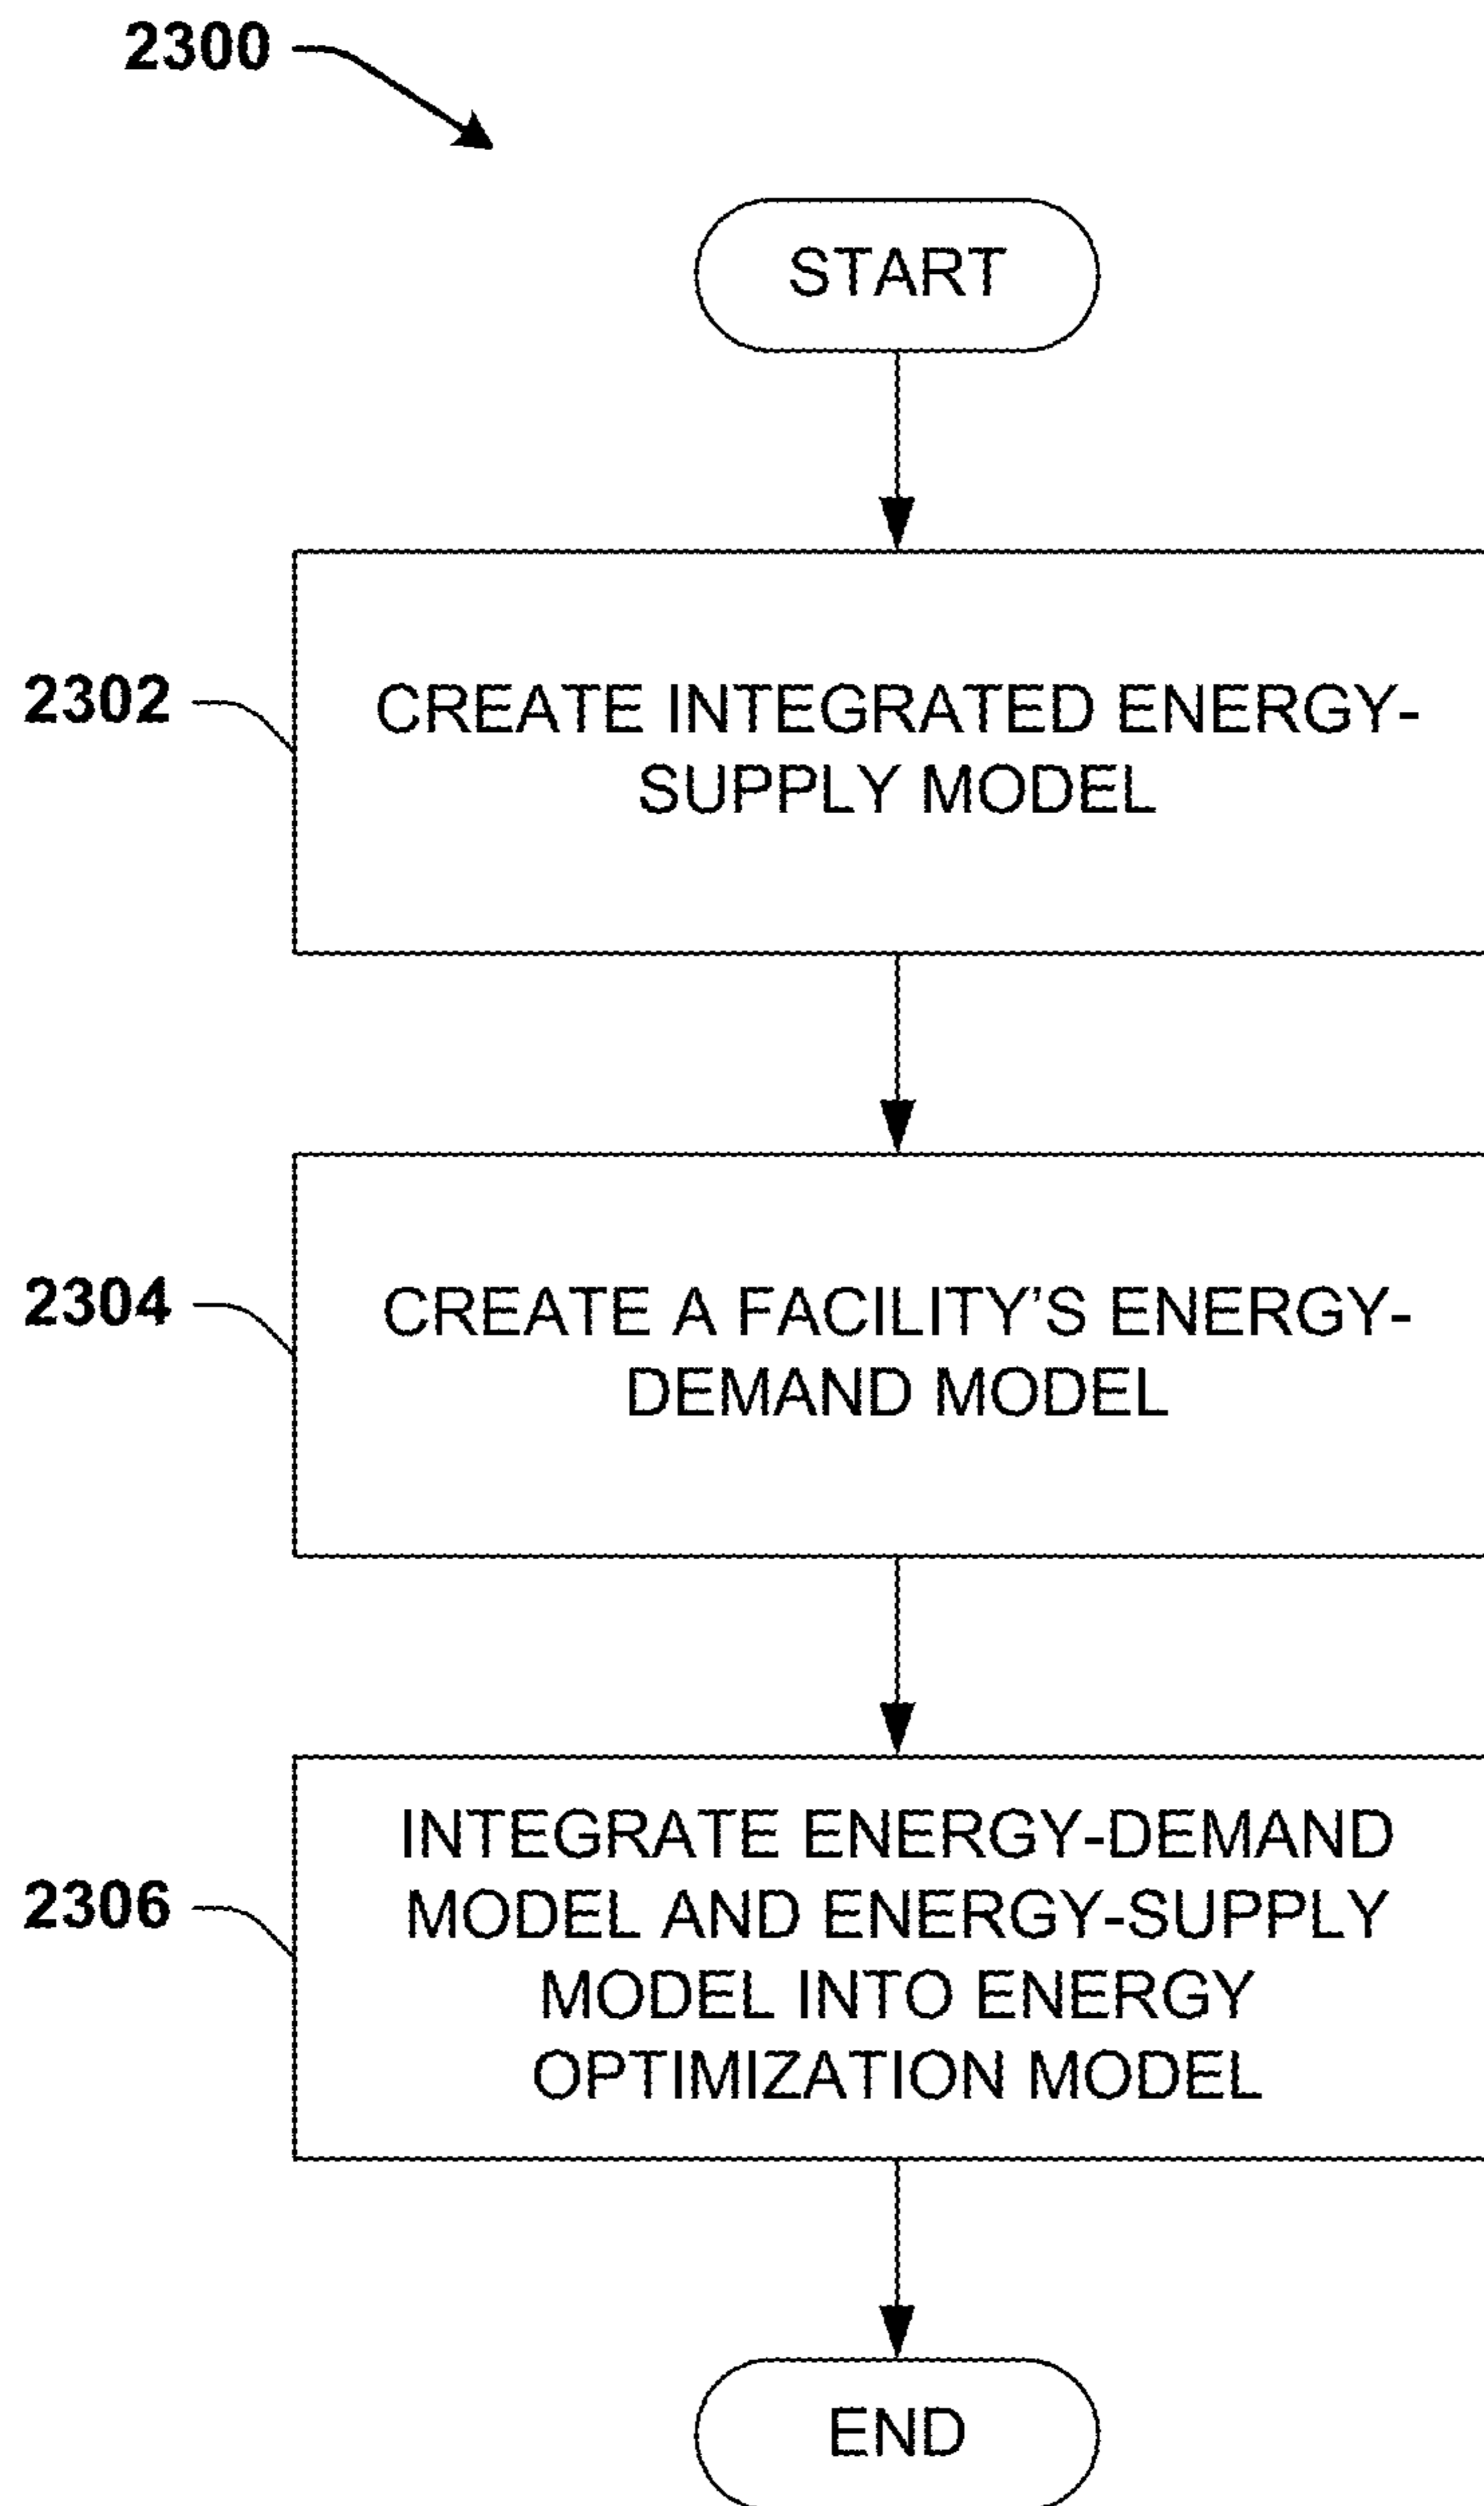 2300
START
2302
CREATE INTEGRATED ENERGY-
SUPPLY MODEL
2304
CREATE A FACILITY'S ENERGY-
DEMAND MODEL
2306
INTEGRATE ENERGY-DEMAND
MODEL AND ENERGY-SUPPLY
MODEL INTO ENERGY
OPTIMIZATION MODEL
END